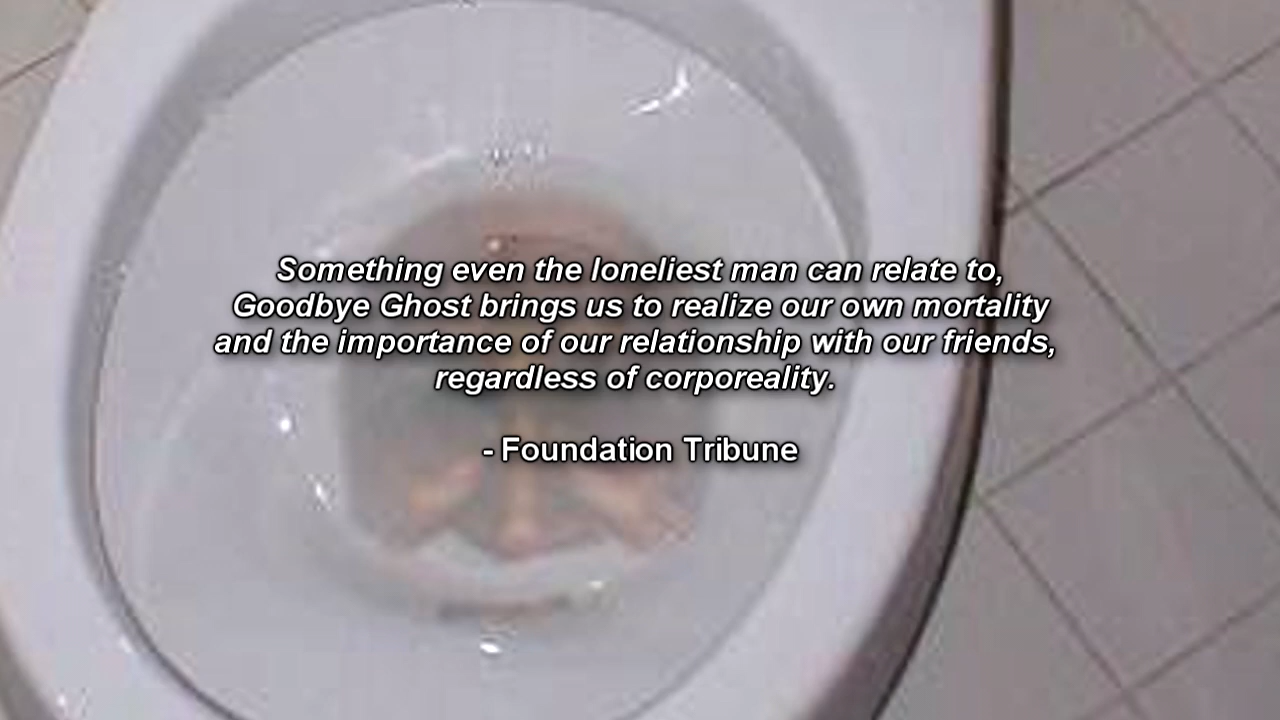 Something even the loneliest man can relate to,
Goodbye Ghost brings us to realize our own mortality
and the importance of our relationship with our friends,
regardless of corporeality.
- Foundation Tribune